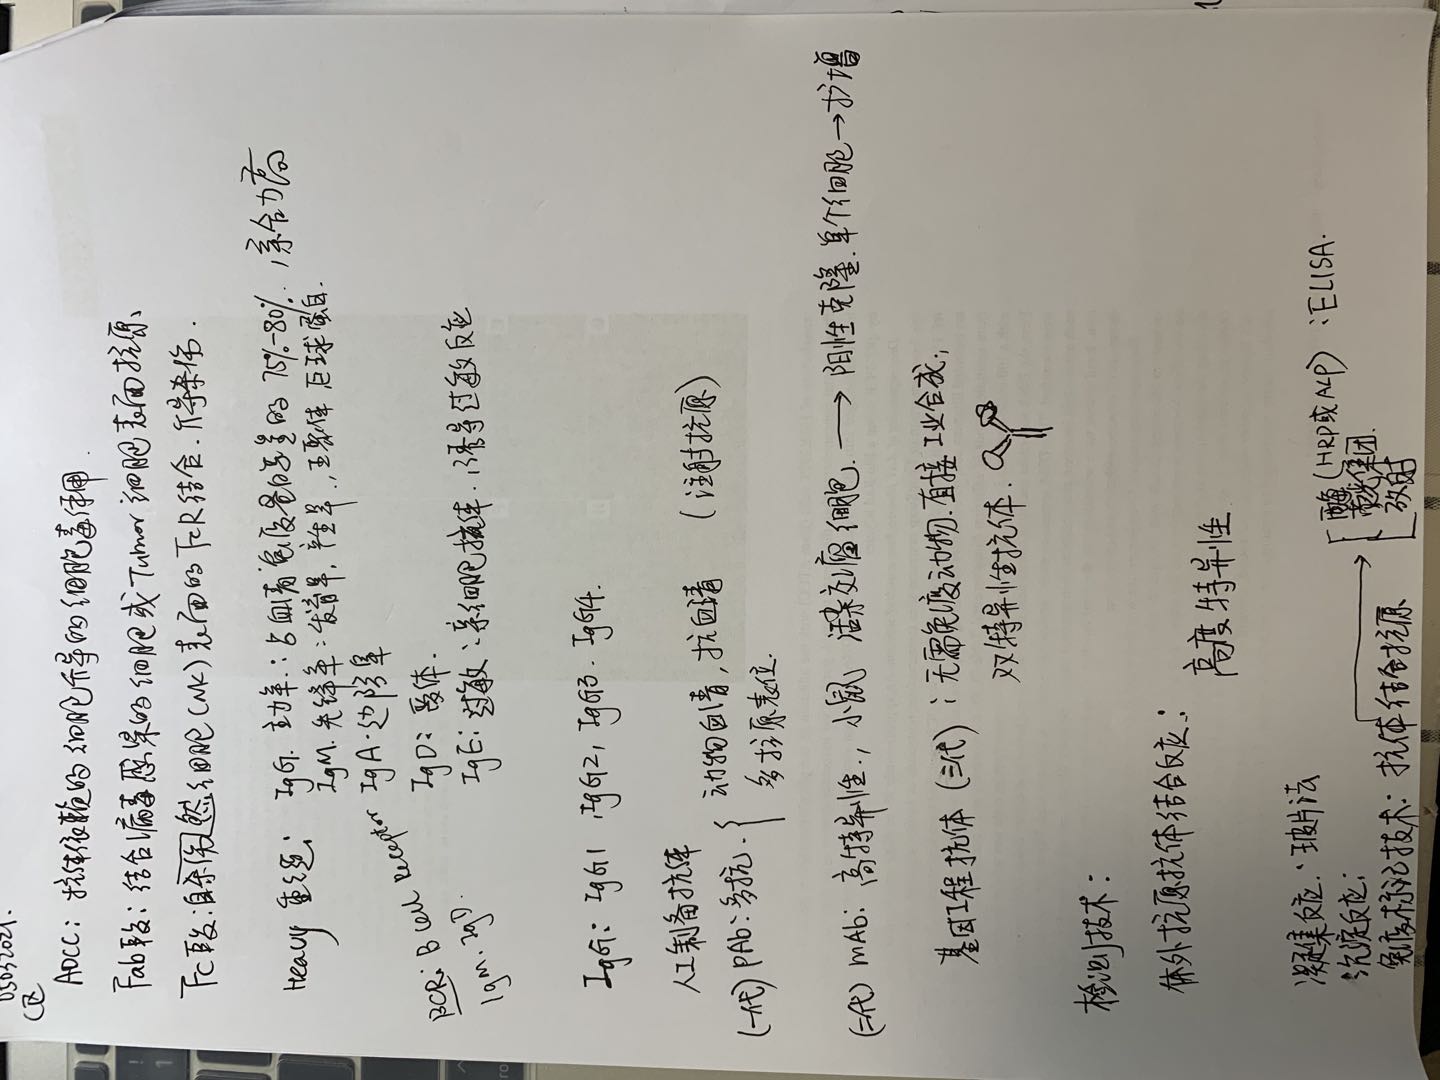 05032021.
C区
ADCC：抗体依赖的细胞介导的细胞毒作用.
Fab段：结合病毒感染的细胞或Tumor细胞表面抗原、
Fc段：自杀伤然细胞(NK)表面的FcR结合.介导杀伤.
Heavy 重链：IgG. 主力军.：占血清免疫蛋白总量的 75%-80%.，亲合力高
IgM. 先锋军：发育早，产生早.，五聚体 巨球蛋白.
IgA.边防军
IgD：受体.
IgE：过敏：亲细胞抗体.，诱导过敏反应
BCR：B cell Receptor
IgM. IgD.
IgG：IgG1 ,IgG2, IgG3. IgG4.
人工制备抗体
(一代) pAb：多抗. 动物血清，抗血清 (注射抗原)
多抗原表位.
(二代) mAb：高特异性.，小鼠 活杂交瘤细胞. → 阳性克隆.单个细胞→扩增
基因工程抗体 (三代)：无需免疫动物.直接工业合成；
双特异性抗体.
检测技术：
体外抗原抗体结合反应：
高度特异性
凝集反应.：玻片法
沉淀反应：
免疫标记技术：抗体结合抗原
酶(HRP或ALP)：ELISA.
荧光集团.
放射